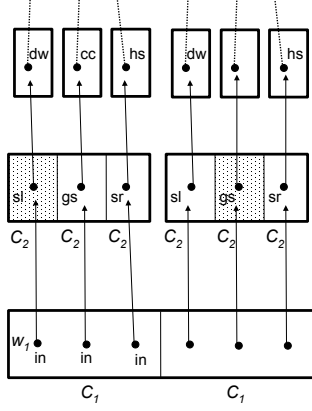 dw cc hs dw hs
sl gs sr sl gs sr
C₂ C₂ C₂ C₂ C₂ C₂
w₁ in in in
C₁ C₁